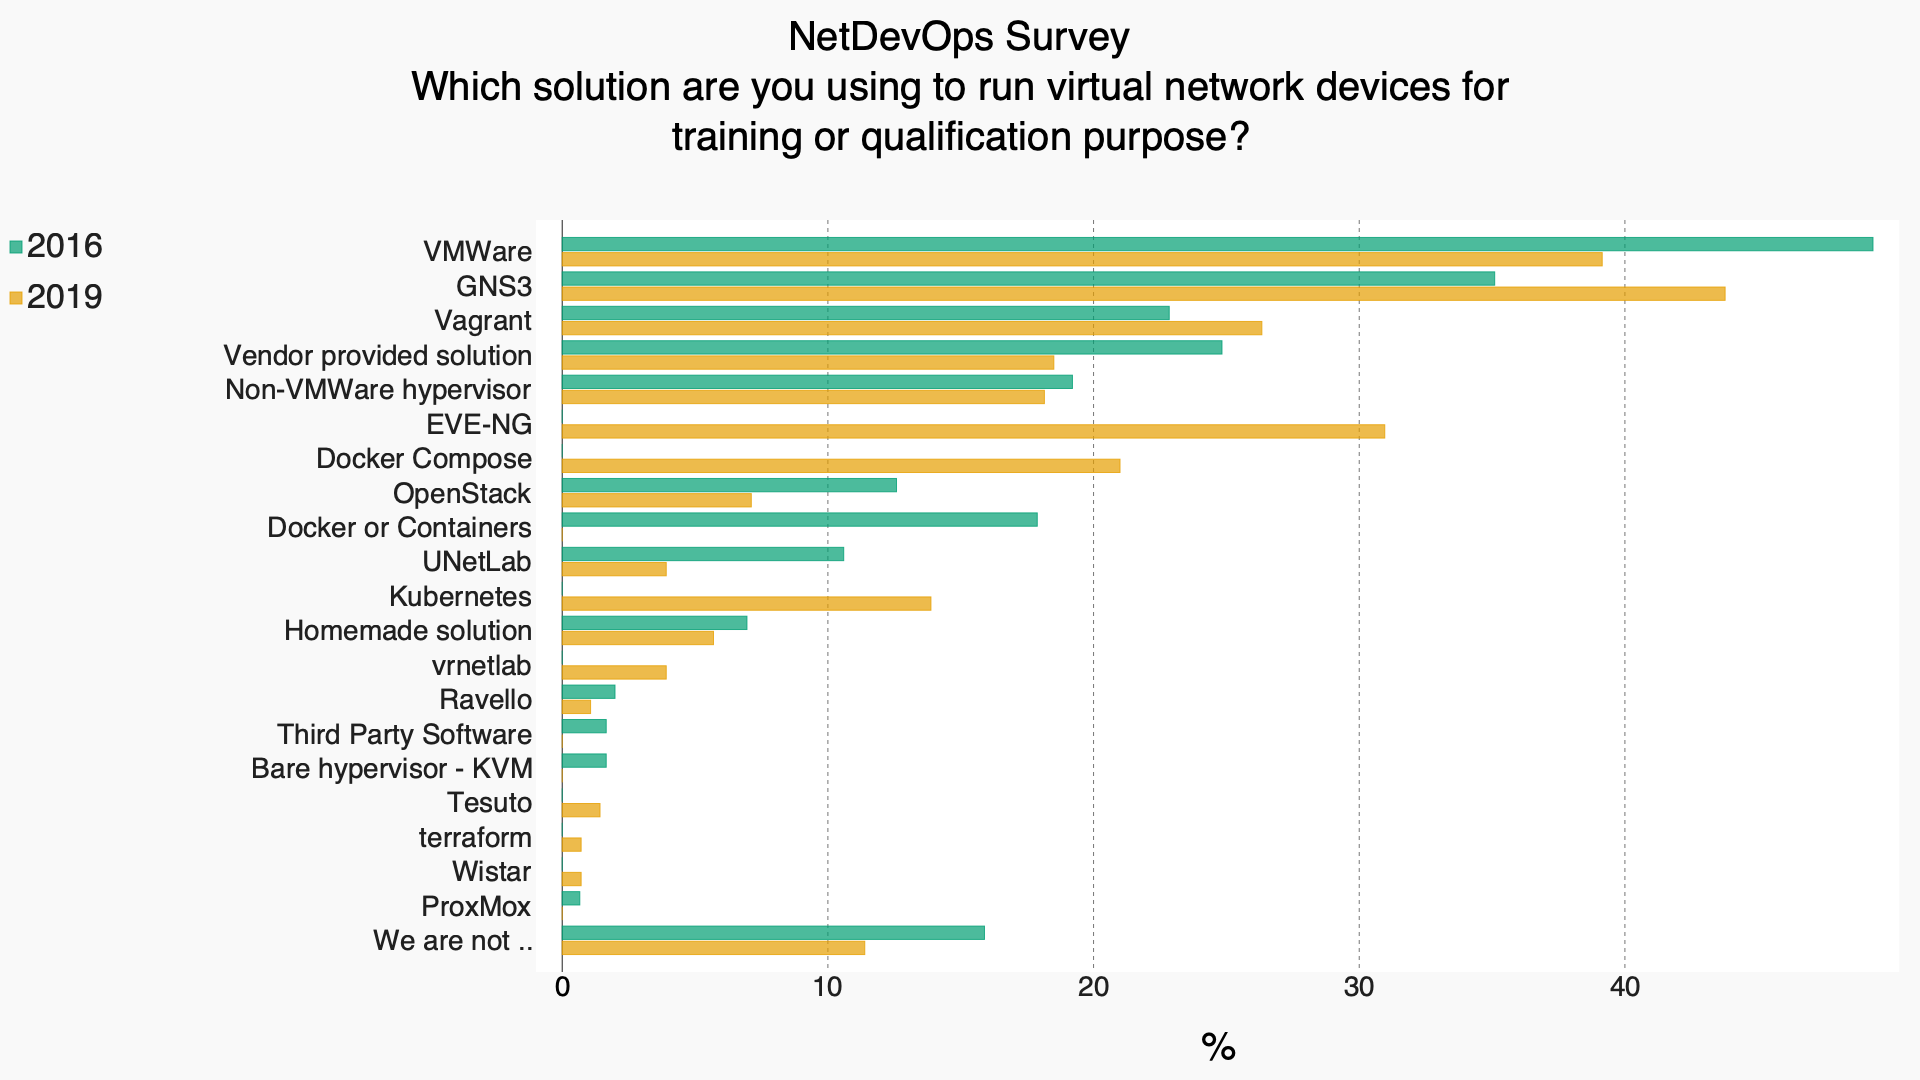 NetDevOps Survey
Which solution are you using to run virtual network devices for
training or qualification purpose?
2016
2019
VMWare
GNS3
Vagrant
Vendor provided solution
Non-VMWare hypervisor
EVE-NG
Docker Compose
OpenStack
Docker or Containers
UNetLab
Kubernetes
Homemade solution
vrnetlab
Ravello
Third Party Software
Bare hypervisor - KVM
Tesuto
terraform
Wistar
ProxMox
We are not ..
0 10 20 30 40
%